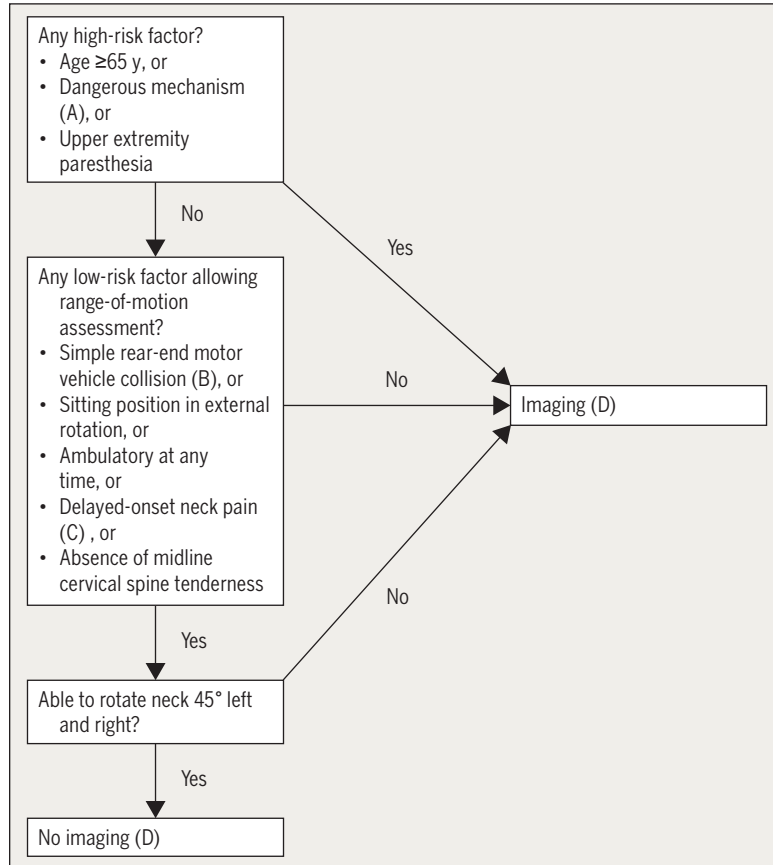 Any high-risk factor?
• Age ≥65 y, or
• Dangerous mechanism
(A), or
• Upper extremity
paresthesia
No
Yes
Any low-risk factor allowing
range-of-motion
assessment?
• Simple rear-end motor
vehicle collision (B), or
• Sitting position in external
rotation, or
• Ambulatory at any
time, or
• Delayed-onset neck pain
(C) , or
• Absence of midline
cervical spine tenderness
No
Imaging (D)
Yes
No
Able to rotate neck 45° left
and right?
Yes
No imaging (D)